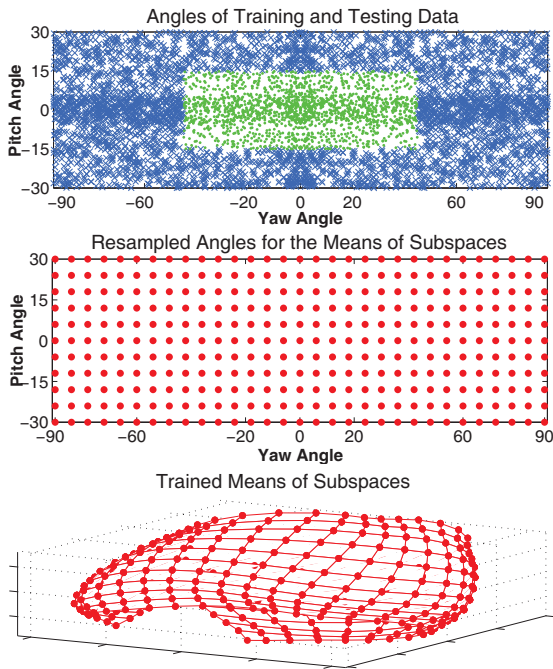 Angles of Training and Testing Data
30
15
0
−15
−30
Pitch Angle
−90 −60 −20 0 20 60 90
Yaw Angle
Resampled Angles for the Means of Subspaces
30
15
0
−15
−30
Pitch Angle
−90 −60 −20 0 20 60 90
Yaw Angle
Trained Means of Subspaces